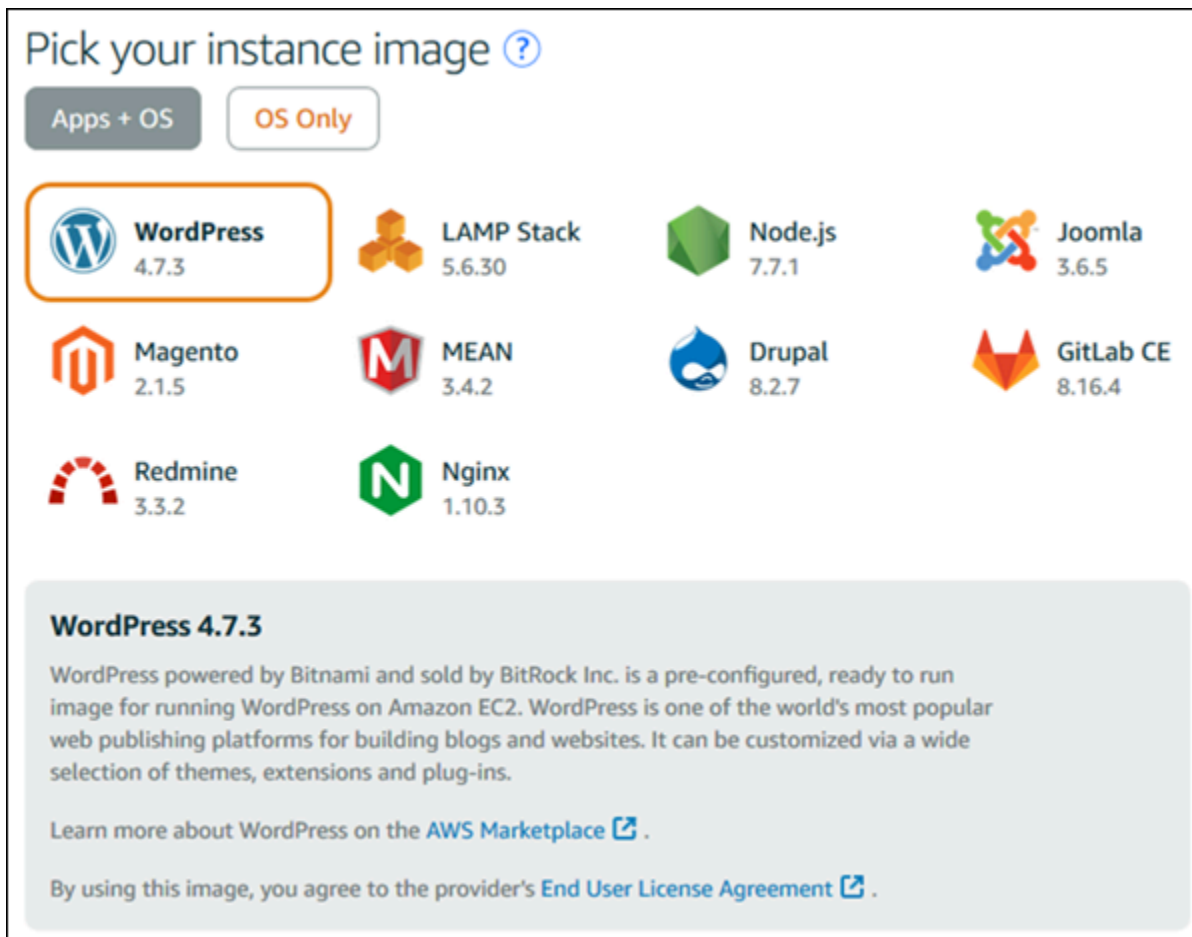 Pick your instance image ?
Apps + OS
OS Only
WordPress
4.7.3
LAMP Stack
5.6.30
Node.js
7.7.1
Joomla
3.6.5
Magento
2.1.5
MEAN
3.4.2
Drupal
8.2.7
GitLab CE
8.16.4
Redmine
3.3.2
Nginx
1.10.3
WordPress 4.7.3
WordPress powered by Bitnami and sold by BitRock Inc. is a pre-configured, ready to run
image for running WordPress on Amazon EC2. WordPress is one of the world's most popular
web publishing platforms for building blogs and websites. It can be customized via a wide
selection of themes, extensions and plug-ins.
Learn more about WordPress on the AWS Marketplace .
By using this image, you agree to the provider's End User License Agreement .